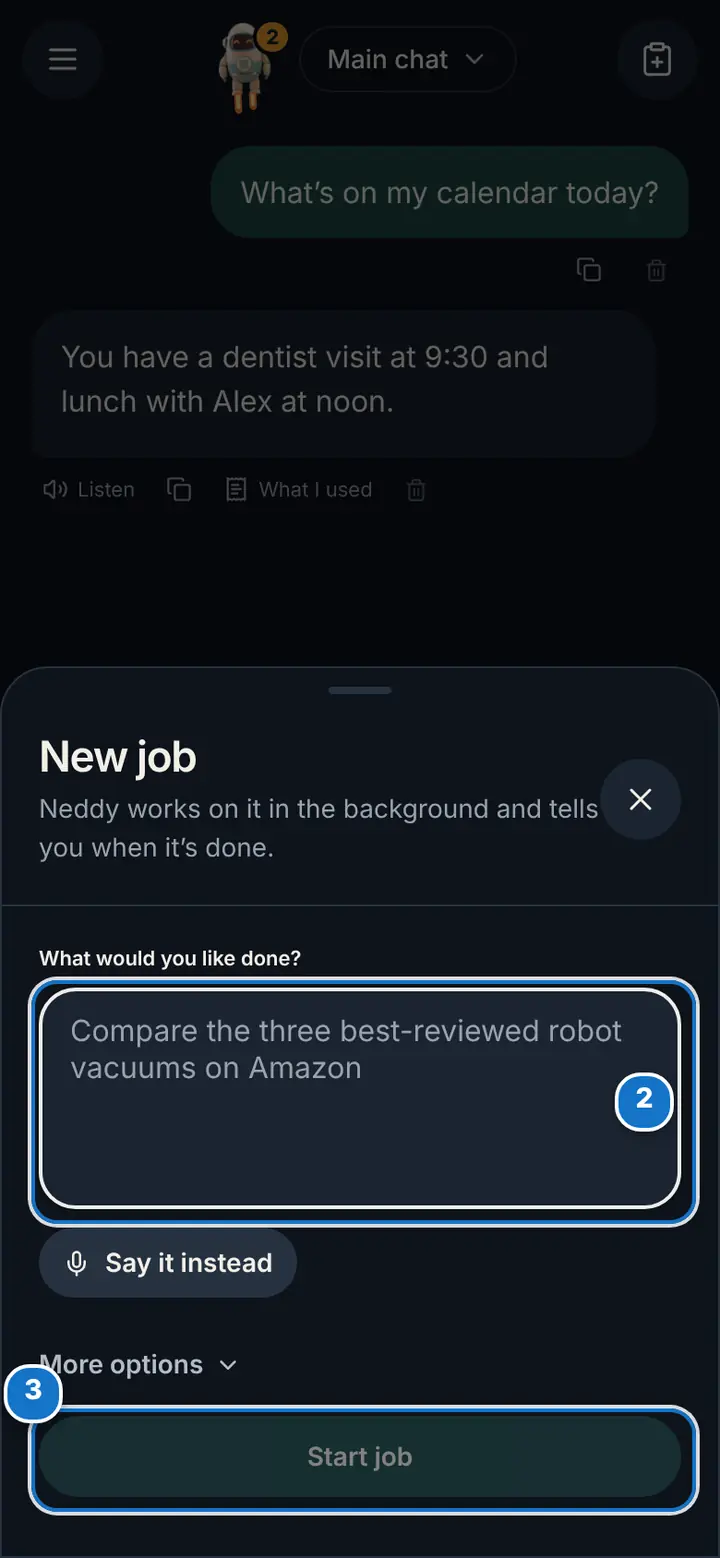 2
Main chat
What’s on my calendar today?
You have a dentist visit at 9:30 and
lunch with Alex at noon.
Listen
What I used
New job
Neddy works on it in the background and tells
you when it’s done.
What would you like done?
Compare the three best-reviewed robot
vacuums on Amazon
2
Say it instead
More options
3
Start job